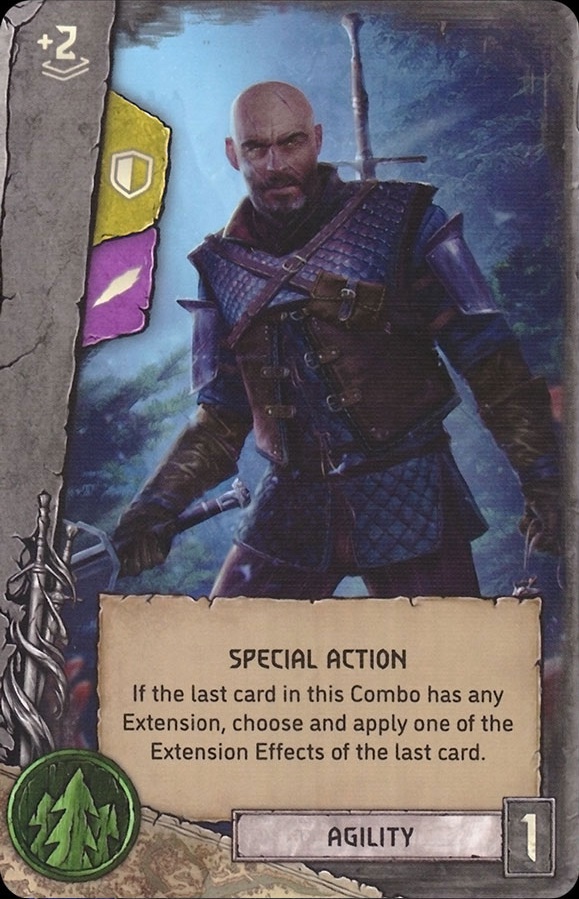 +2
SPECIAL ACTION
If the last card in this Combo has any
Extension, choose and apply one of the
Extension Effects of the last card.
AGILITY
1